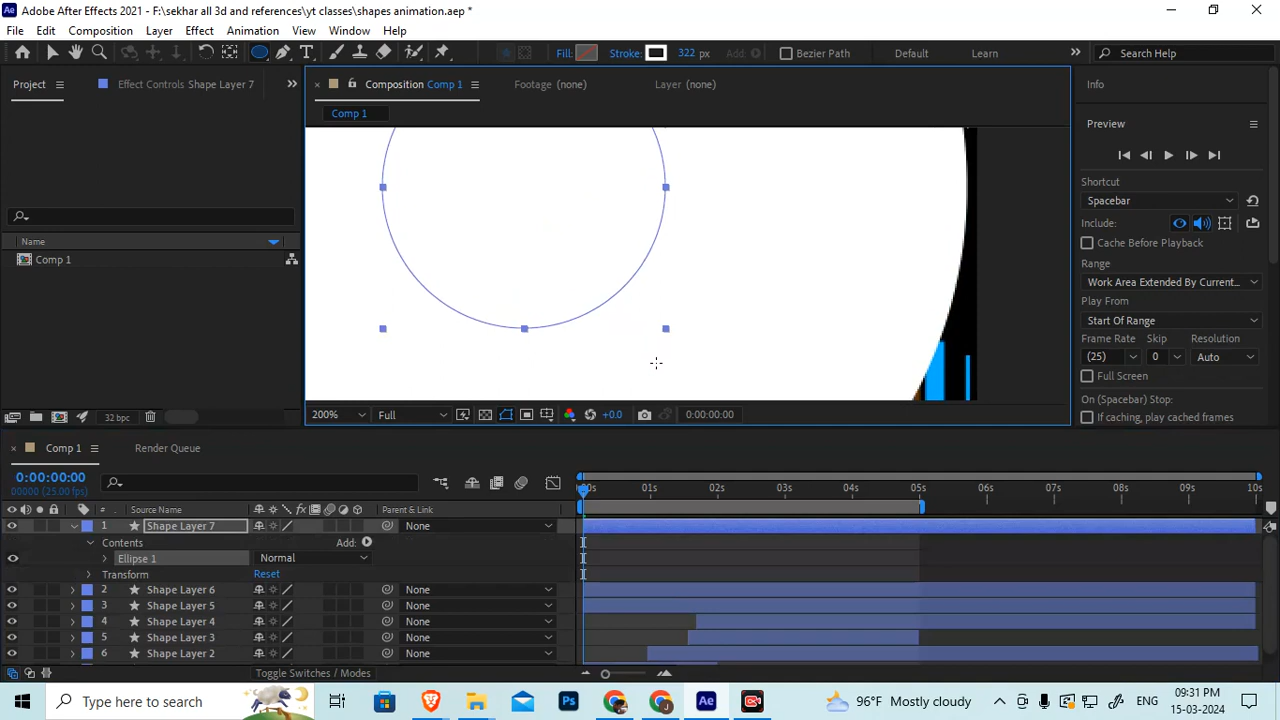 Adobe After Effects 2021 - F:\sekhar all 3d and references\yt classes\shapes animation.aep *
File Edit Composition Layer Effect Animation View Window Help
Fill: Stroke: 322 px Add: Bezier Path Default Learn Search Help
Project Effect Controls Shape Layer 7 Composition Comp 1 Footage (none) Layer (none) Info
Comp 1
Preview
Shortcut
Spacebar
Include:
Name
Cache Before Playback
Comp 1
Range
Work Area Extended By Current...
Play From
Start Of Range
Frame Rate Skip Resolution
(25) 0 Auto
Full Screen
On (Spacebar) Stop:
32 bpc 200% Full +0.0 0:00:00:00 If caching, play cached frames
Comp 1 Render Queue
0:00:00:00
00000 (25.00 fps)
00s 01s 02s 03s 04s 05s 06s 07s 08s 09s 10s
# Source Name Parent & Link
1 Shape Layer 7 None
Contents Add:
Ellipse 1 Normal
Transform Reset
2 Shape Layer 6 None
3 Shape Layer 5 None
4 Shape Layer 4 None
5 Shape Layer 3 None
6 Shape Layer 2 None
Toggle Switches / Modes
Type here to search Ps Ae 96°F Mostly cloudy ENG 09:31 PM
15-03-2024